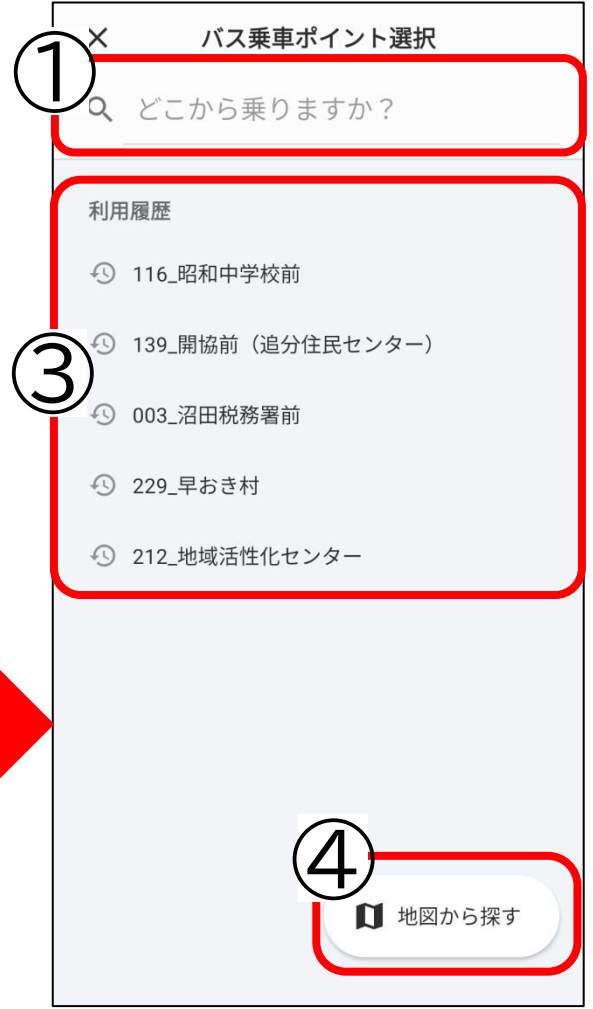 × バス乗車ポイント選択
①
どこから乗りますか？
利用履歴
116_昭和中学校前
139_開協前（追分住民センター）
③
003_沼田税務署前
229_早おき村
212_地域活性化センター
④
地図から探す